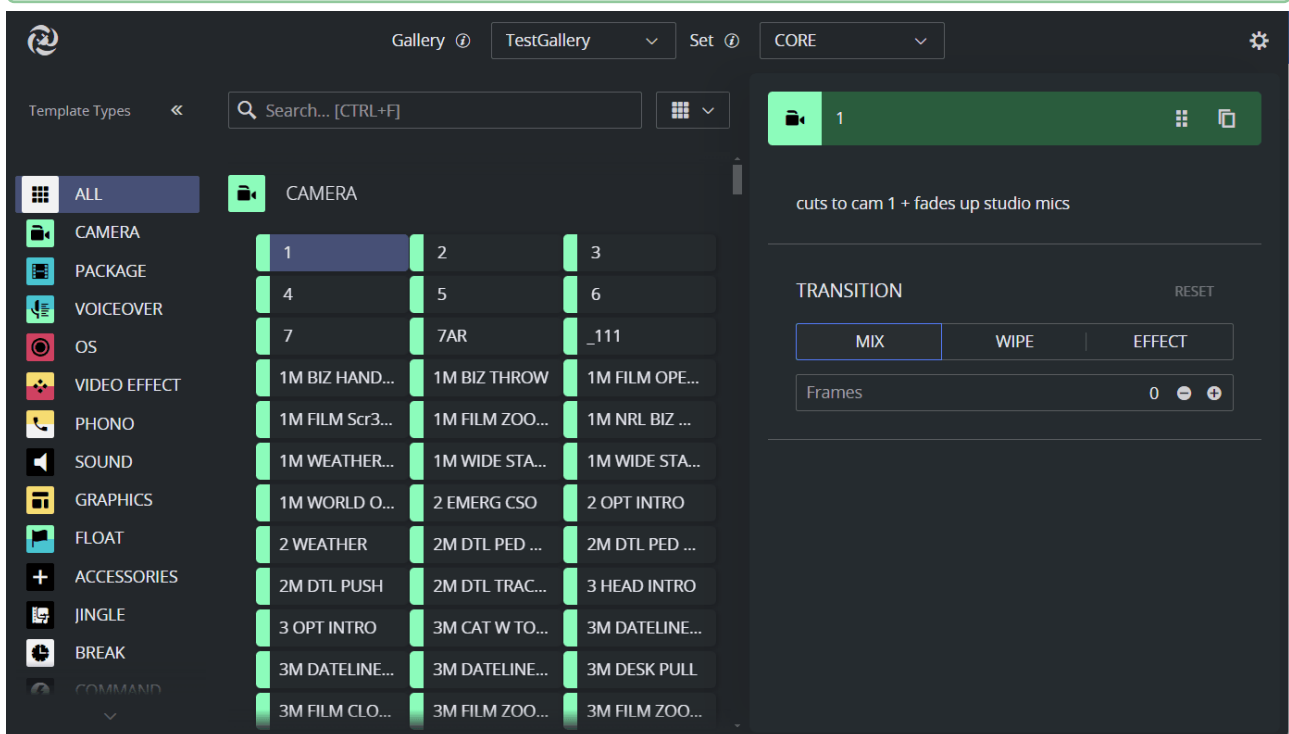 Gallery TestGallery Set CORE
Template Types
Search... [CTRL+F]
ALL
CAMERA
PACKAGE
VOICEOVER
OS
VIDEO EFFECT
PHONO
SOUND
GRAPHICS
FLOAT
ACCESSORIES
JINGLE
BREAK
COMMAND
CAMERA
1 2 3
4 5 6
7 7AR _111
1M BIZ HAND... 1M BIZ THROW 1M FILM OPE...
1M FILM Scr3... 1M FILM ZOO... 1M NRL BIZ ...
1M WEATHER... 1M WIDE STA... 1M WIDE STA...
1M WORLD O... 2 EMERG CSO 2 OPT INTRO
2 WEATHER 2M DTL PED ... 2M DTL PED ...
2M DTL PUSH 2M DTL TRAC... 3 HEAD INTRO
3 OPT INTRO 3M CAT W TO... 3M DATELINE...
3M DATELINE... 3M DATELINE... 3M DESK PULL
3M FILM CLO... 3M FILM ZOO... 3M FILM ZOO...
1
cuts to cam 1 + fades up studio mics
TRANSITION RESET
MIX WIPE EFFECT
Frames 0